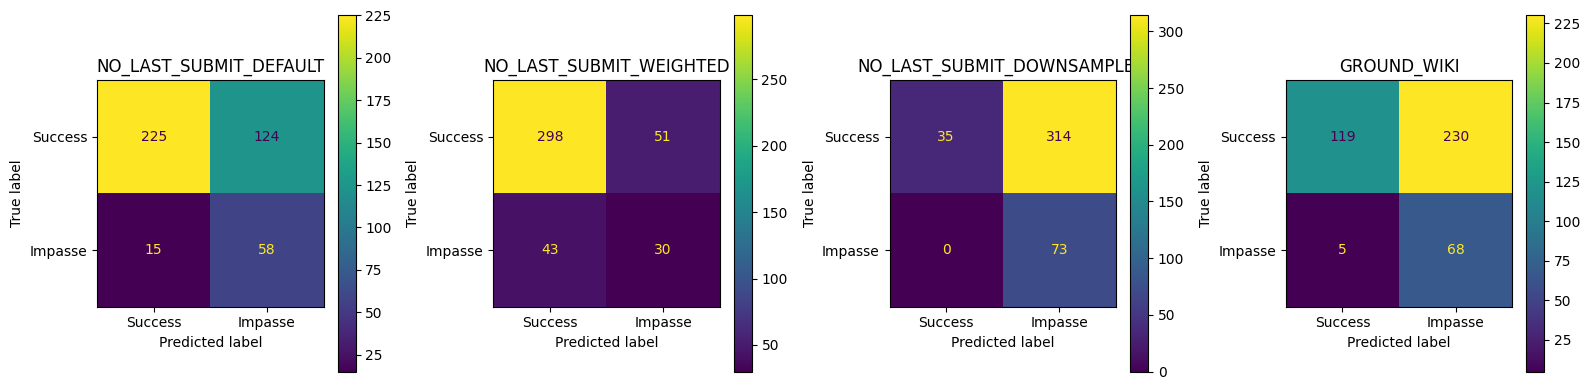 NO_LAST_SUBMIT_DEFAULT
Success
225
124
Impasse
15
58
True label
Success
Impasse
Predicted label
225
200
175
150
125
100
75
50
25
NO_LAST_SUBMIT_WEIGHTED
Success
298
51
Impasse
43
30
True label
Success
Impasse
Predicted label
250
200
150
100
50
NO_LAST_SUBMIT_DOWNSAMPLE
Success
35
314
Impasse
0
73
True label
Success
Impasse
Predicted label
300
250
200
150
100
50
0
GROUND_WIKI
Success
119
230
Impasse
5
68
True label
Success
Impasse
Predicted label
225
200
175
150
125
100
75
50
25